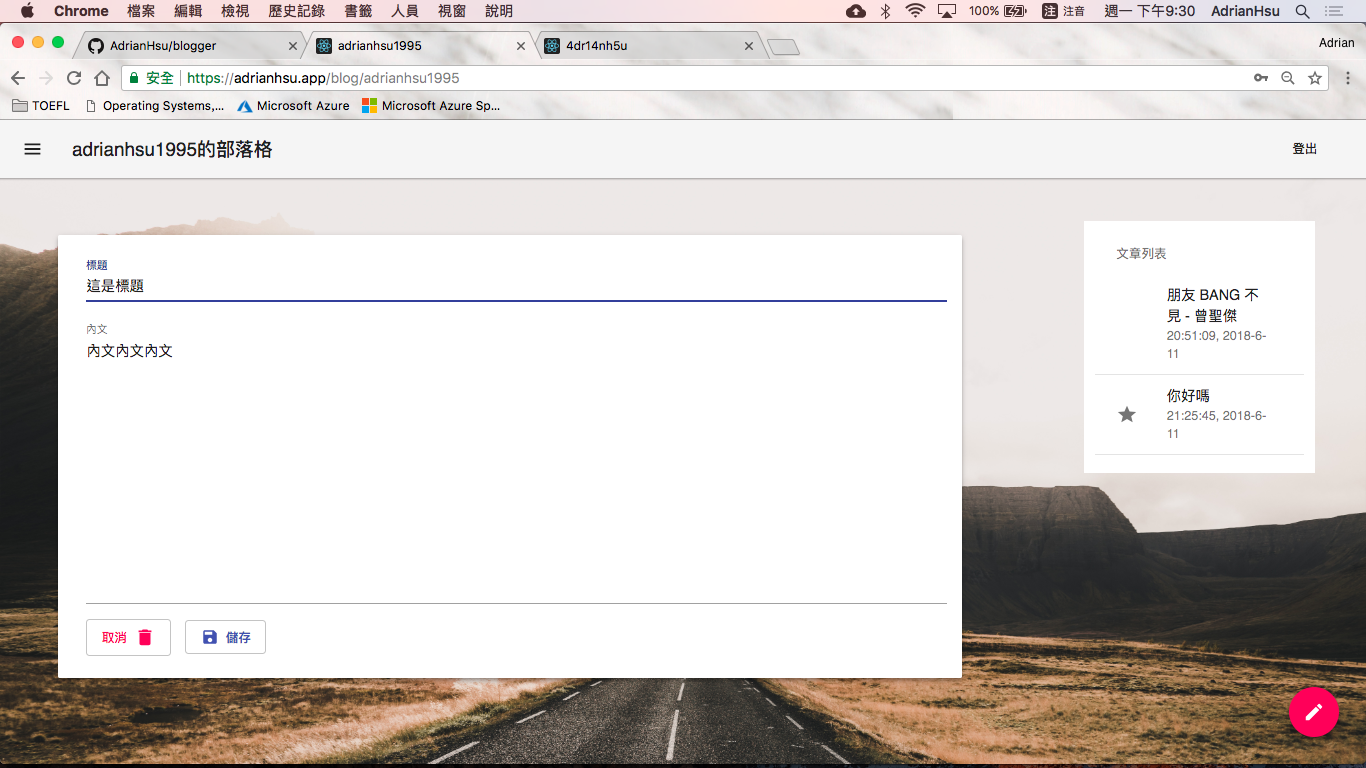 Chrome 檔案 編輯 檢視 歷史記錄 書籤 人員 視窗 說明 100% 注 注音 週一 下午9:30 AdrianHsu
AdrianHsu/blogger adrianhsu1995 4dr14nh5u Adrian
安全 https://adrianhsu.app/blog/adrianhsu1995
TOEFL Operating Systems,... Microsoft Azure Microsoft Azure Sp...
adrianhsu1995的部落格 登出
標題
這是標題
內文
內文內文內文
取消 儲存
文章列表
朋友 BANG 不
見 - 曾聖傑
20:51:09, 2018-6-
11
你好嗎
21:25:45, 2018-6-
11